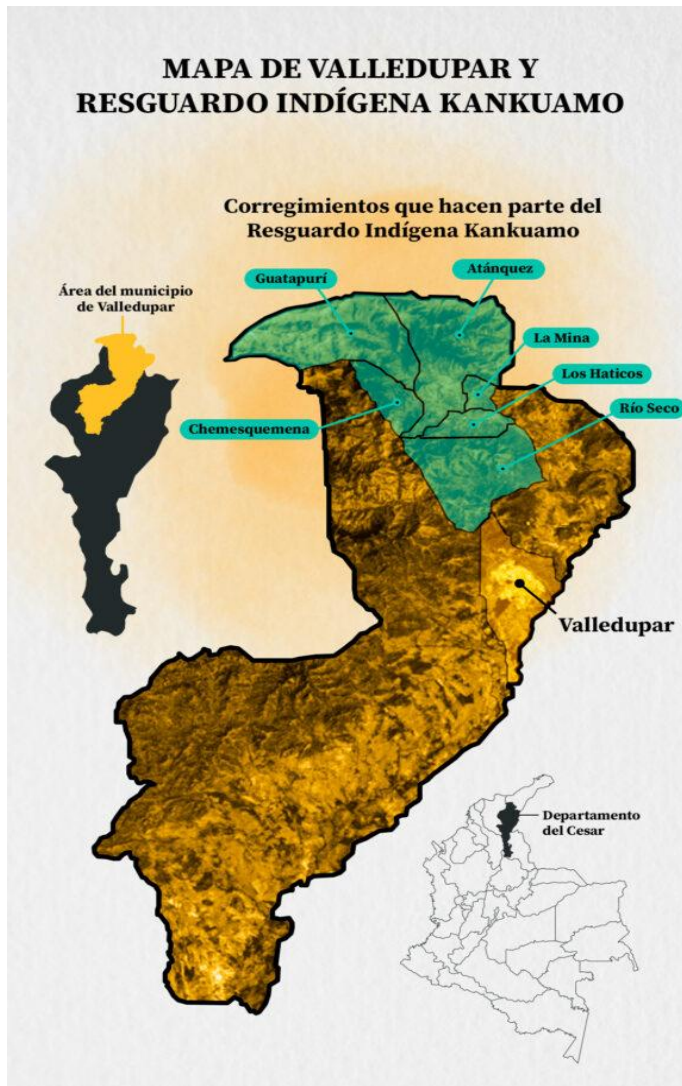 MAPA DE VALLEDUPAR Y
RESGUARDO INDÍGENA KANKUAMO
Corregimientos que hacen parte del
Resguardo Indígena Kankuamo
Área del municipio
de Valledupar
Guatapurí
Atánquez
La Mina
Los Haticos
Río Seco
Chemesquemena
Valledupar
Departamento
del Cesar